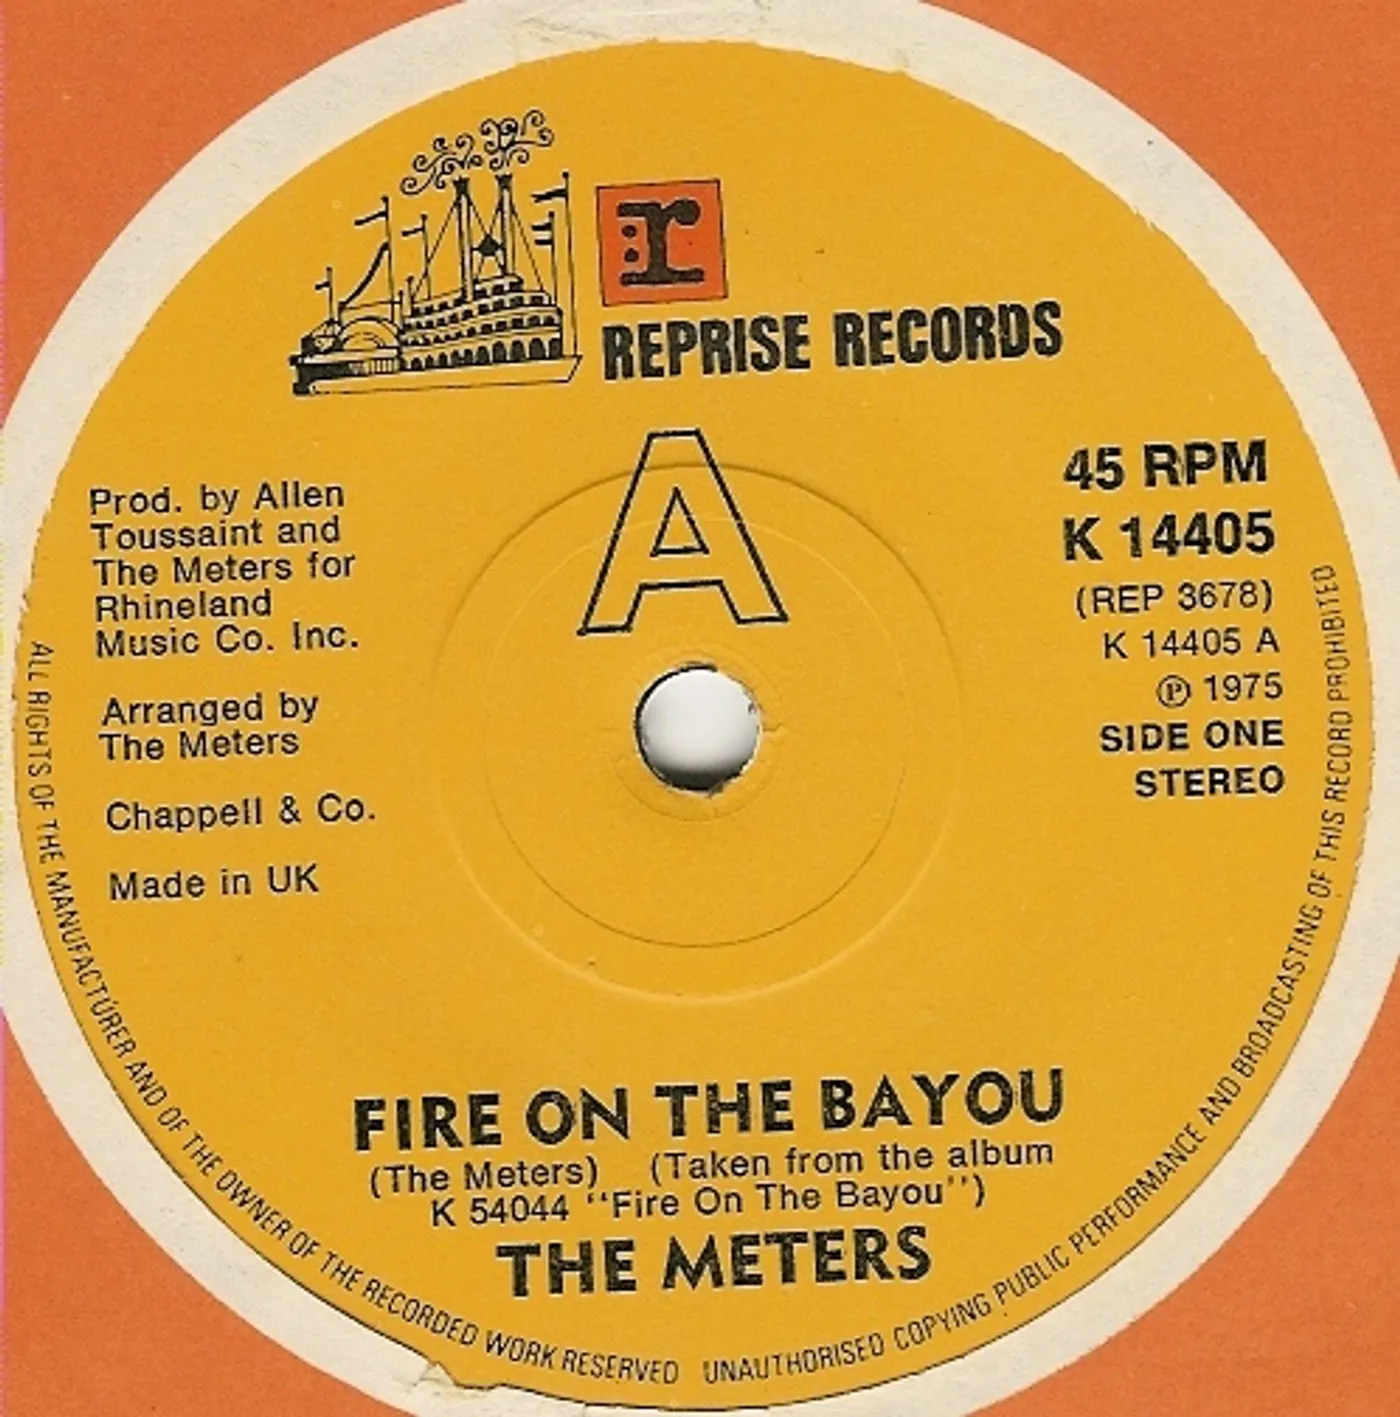 r
REPRISE RECORDS
A
Prod. by Allen
Toussaint and
The Meters for
Rhineland
Music Co. Inc.
Arranged by
The Meters
Chappell & Co.
Made in UK
45 RPM
K 14405
(REP 3678)
K 14405 A
℗ 1975
SIDE ONE
STEREO
FIRE ON THE BAYOU
(The Meters) (Taken from the album
K 54044 "Fire On The Bayou")
THE METERS
ALL RIGHTS OF THE MANUFACTURER AND OF THE OWNER OF THE RECORDED WORK RESERVED UNAUTHORISED COPYING PUBLIC PERFORMANCE AND BROADCASTING OF THIS RECORD PROHIBITED